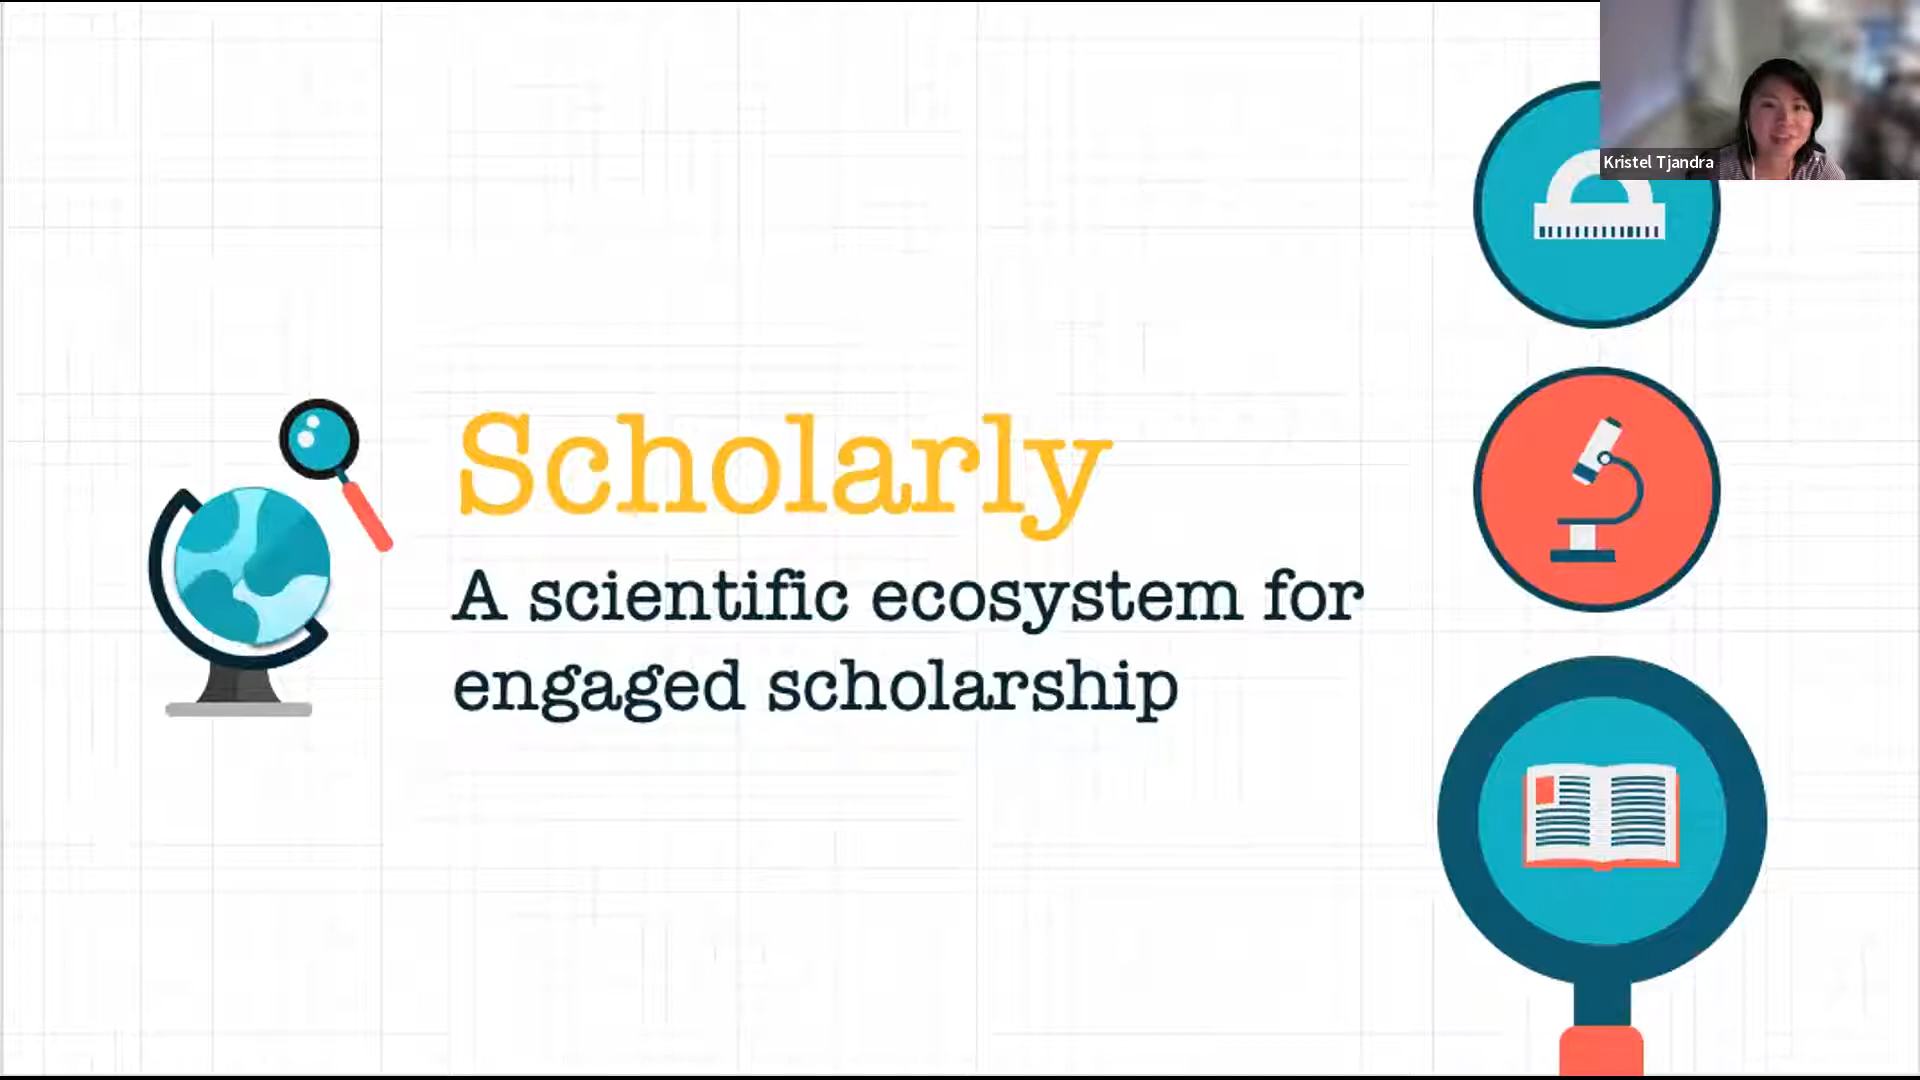 Kristel Tjandra
Scholarly
A scientific ecosystem for
engaged scholarship